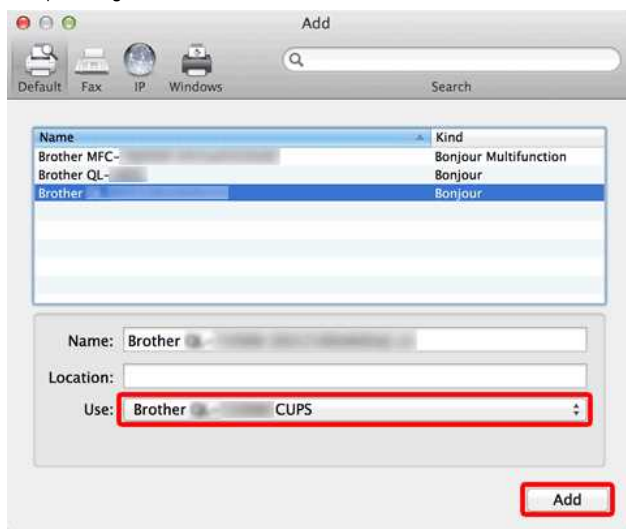 Add
Default Fax IP Windows Search
Name Kind
Brother MFC- Bonjour Multifunction
Brother QL- Bonjour
Brother Bonjour
Name: Brother
Location:
Use: Brother CUPS
Add